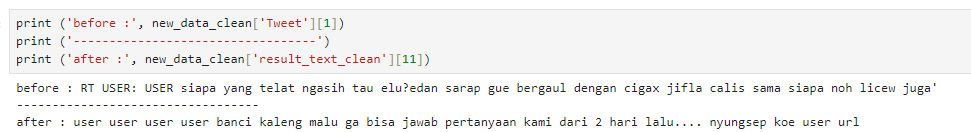 print ('before :', new_data_clean['Tweet'][1])
print ('---------------------------------')
print ('after :', new_data_clean['result_text_clean'][11])
before : RT USER: USER siapa yang telat ngasih tau elu?edan sarap gue bergaul dengan cigax jifla calis sama siapa noh licew juga'
---------------------------------
after : user user user user banci kaleng malu ga bisa jawab pertanyaan kami dari 2 hari lalu.... nyungsep koe user url